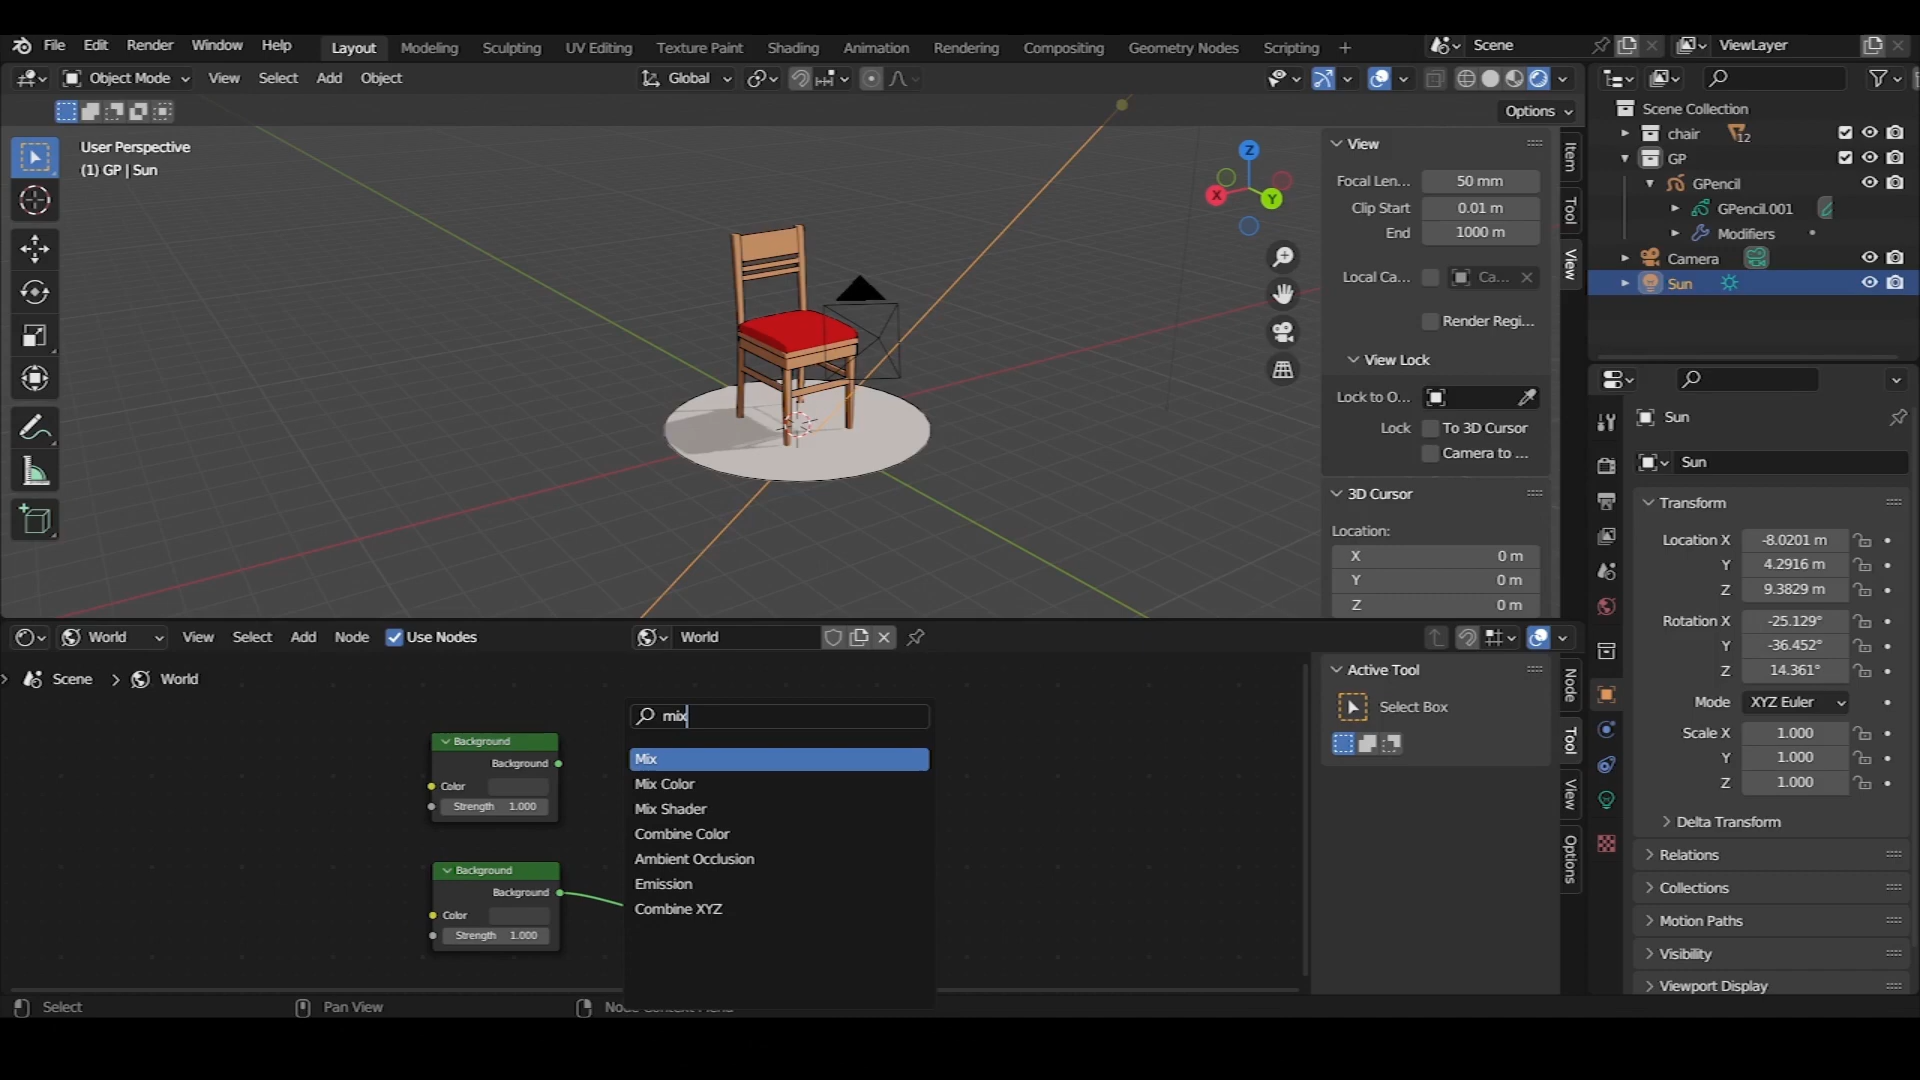 File Edit Render Window Help Layout Modeling Sculpting UV Editing Texture Paint Shading Animation Rendering Compositing Geometry Nodes Scripting + Scene ViewLayer
Object Mode View Select Add Object Global
Options
User Perspective
(1) GP | Sun
Z
X
Y
View
Focal Len... 50 mm
Clip Start 0.01 m
End 1000 m
Local Ca... Ca...
Render Regi...
View Lock
Lock to O...
Lock To 3D Cursor
Camera to ...
3D Cursor
Location:
X 0 m
Y 0 m
Z 0 m
Item
Tool
View
Scene Collection
chair 12
GP
GPencil
GPencil.001
Modifiers
Camera
Sun
Sun
Sun
Transform
Location X -8.0201 m
Y 4.2916 m
Z 9.3829 m
Rotation X -25.129°
Y -36.452°
Z 14.361°
Mode XYZ Euler
Scale X 1.000
Y 1.000
Z 1.000
Delta Transform
Relations
Collections
Motion Paths
Visibility
Viewport Display
World View Select Add Node Use Nodes World
Scene > World
Background
Background
Color
Strength 1.000
Background
Background
Color
Strength 1.000
mix
Mix
Mix Color
Mix Shader
Combine Color
Ambient Occlusion
Emission
Combine XYZ
Active Tool
Select Box
Node
Tool
View
Options
Select Pan View Node Context Menu